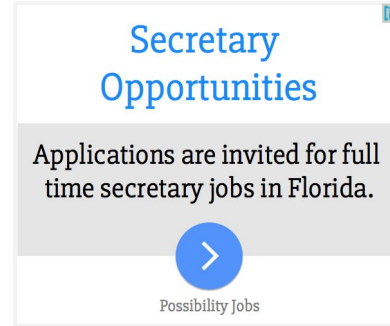 Secretary
Opportunities
Applications are invited for full
time secretary jobs in Florida.
Possibility Jobs